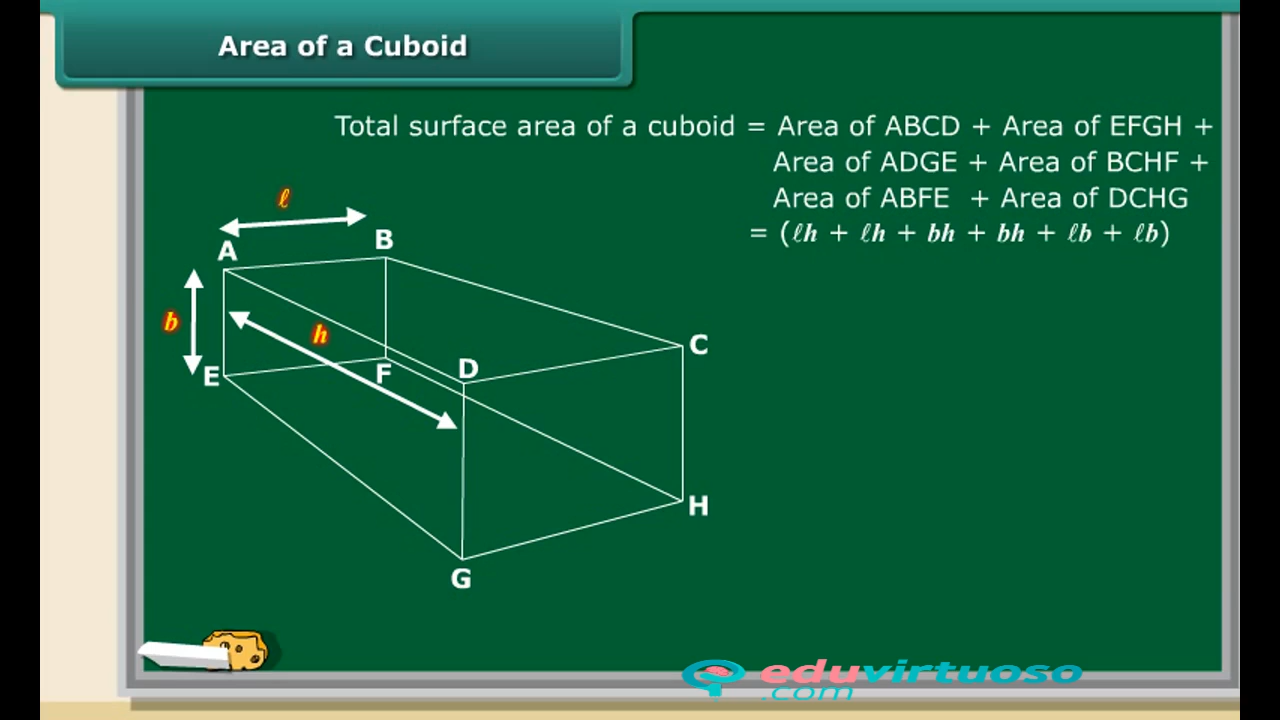 Area of a Cuboid
Total surface area of a cuboid = Area of ABCD + Area of EFGH +
Area of ADGE + Area of BCHF +
Area of ABFE + Area of DCHG
= (ℓh + ℓh + bh + bh + ℓb + ℓb)
ℓ
A
B
b
h
C
D
E
F
H
G
eduvirtuoso
.com